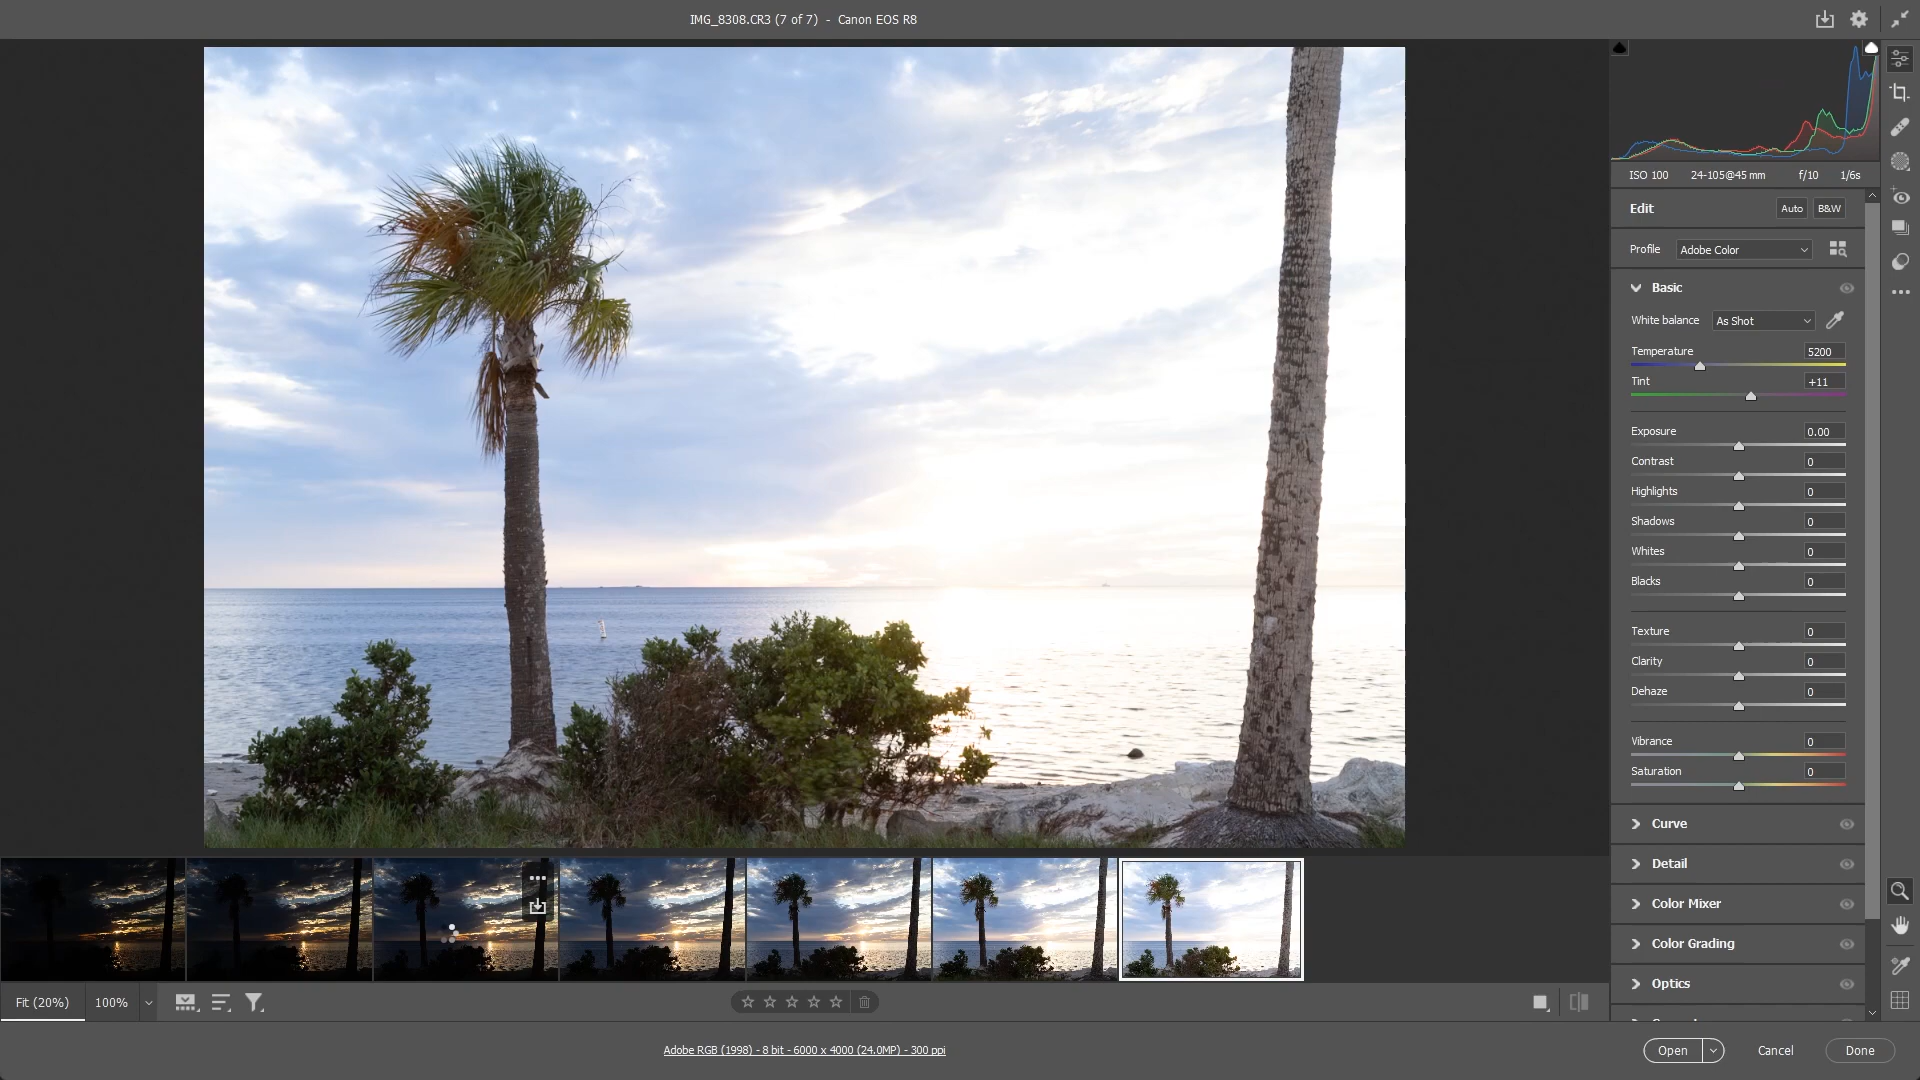 IMG_8308.CR3 (7 of 7)  -  Canon EOS R8
ISO 100 24-105@45 mm f/10 1/6s
Edit Auto B&W
Profile Adobe Color
Basic
White balance As Shot
Temperature 5200
Tint +11
Exposure 0.00
Contrast 0
Highlights 0
Shadows 0
Whites 0
Blacks 0
Texture 0
Clarity 0
Dehaze 0
Vibrance 0
Saturation 0
Curve
Detail
Color Mixer
Color Grading
Optics
Fit (20%) 100%
Adobe RGB (1998) - 8 bit - 6000 x 4000 (24.0MP) - 300 ppi
Open Cancel Done